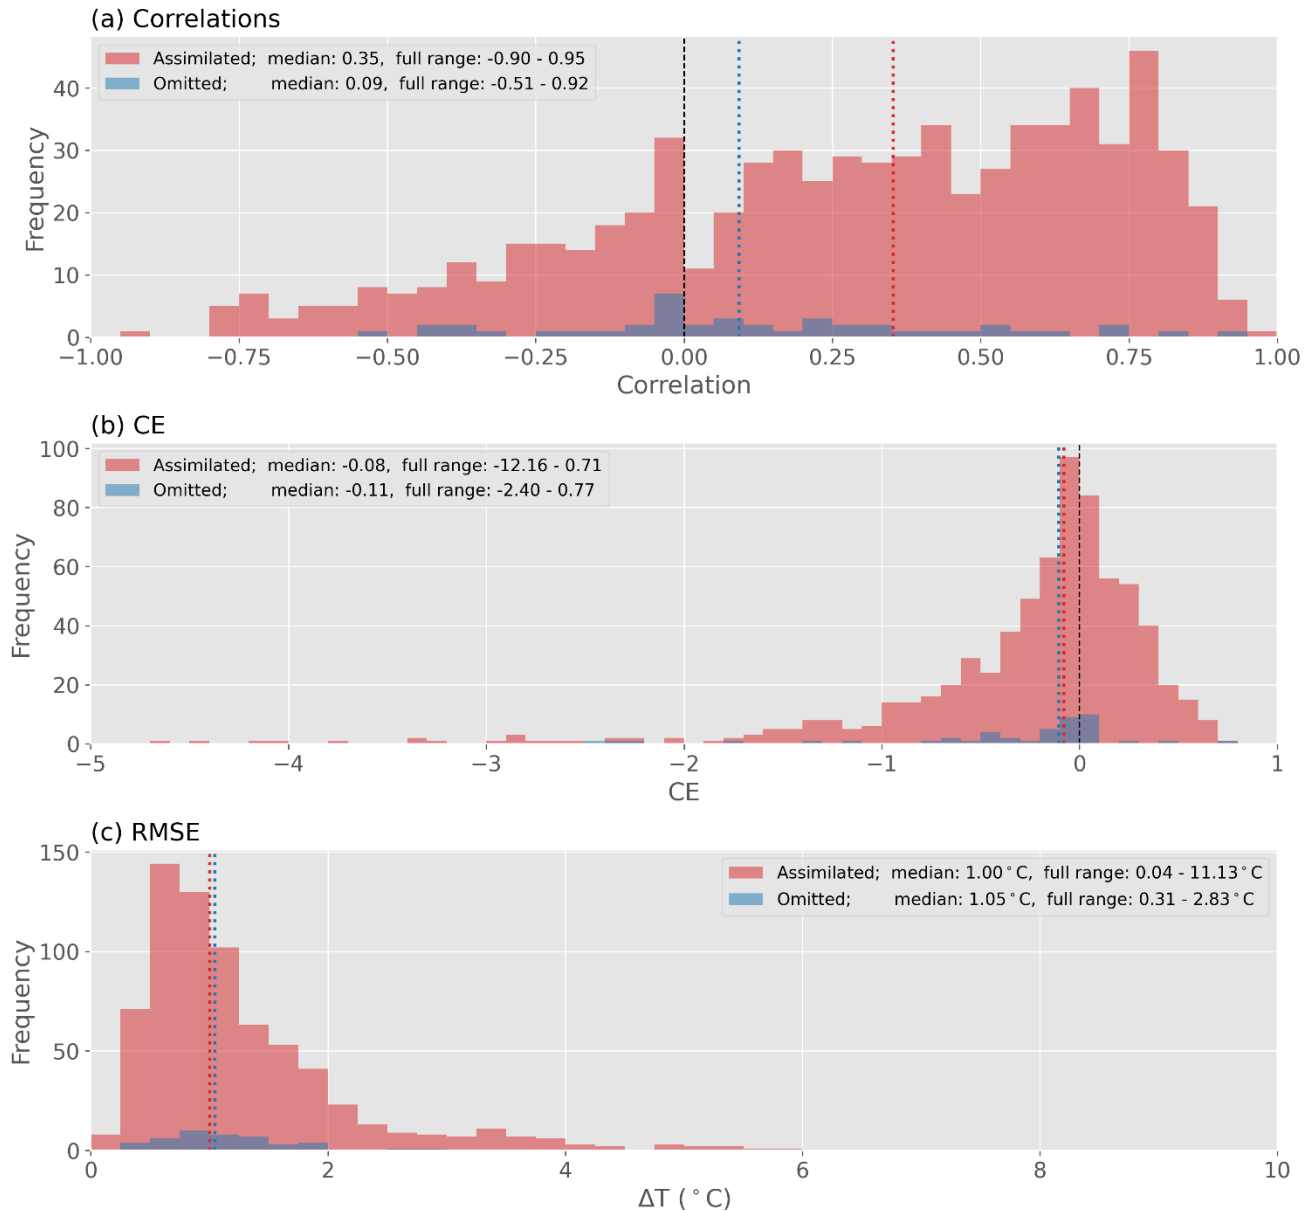 (a) Correlations
Assimilated; median: 0.35, full range: -0.90 - 0.95
Omitted; median: 0.09, full range: -0.51 - 0.92
Frequency
40
30
20
10
0
−1.00 −0.75 −0.50 −0.25 0.00 0.25 0.50 0.75 1.00
Correlation
(b) CE
Assimilated; median: -0.08, full range: -12.16 - 0.71
Omitted; median: -0.11, full range: -2.40 - 0.77
Frequency
100
80
60
40
20
0
−5 −4 −3 −2 −1 0 1
CE
(c) RMSE
Assimilated; median: 1.00°C, full range: 0.04 - 11.13°C
Omitted; median: 1.05°C, full range: 0.31 - 2.83°C
Frequency
150
100
50
0
0 2 4 6 8 10
ΔT (°C)